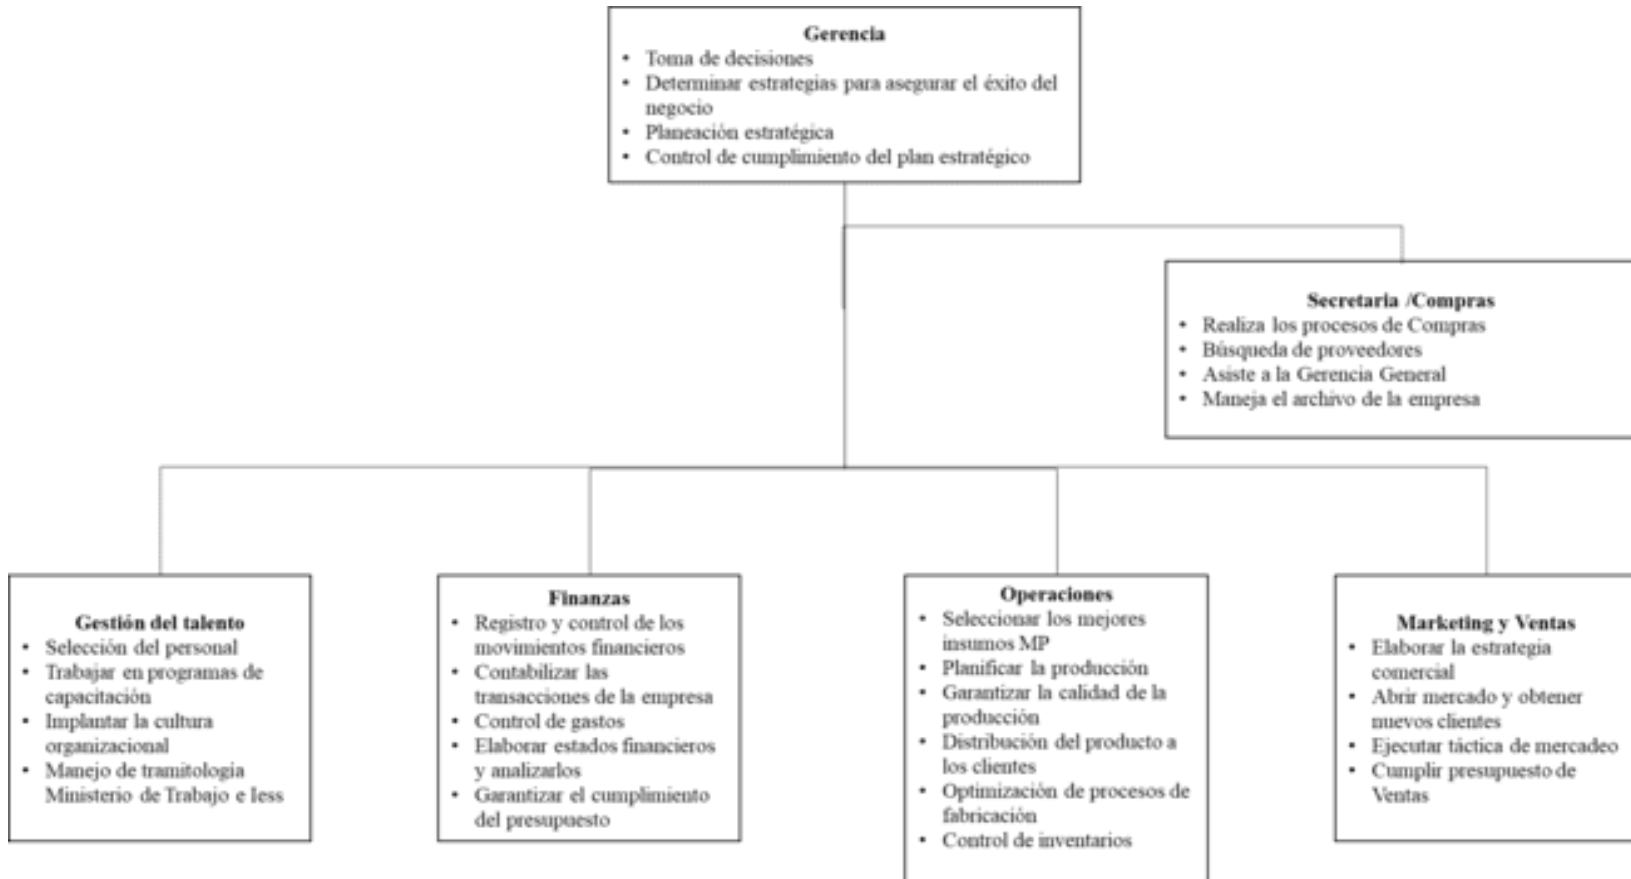 Gerencia
• Toma de decisiones
• Determinar estrategias para asegurar el éxito del
negocio
• Planeación estratégica
• Control de cumplimiento del plan estratégico
Secretaria /Compras
• Realiza los procesos de Compras
• Búsqueda de proveedores
• Asiste a la Gerencia General
• Maneja el archivo de la empresa
Gestión del talento
• Selección del personal
• Trabajar en programas de
capacitación
• Implantar la cultura
organizacional
• Manejo de tramitología
Ministerio de Trabajo e Iess
Finanzas
• Registro y control de los
movimientos financieros
• Contabilizar las
transacciones de la empresa
• Control de gastos
• Elaborar estados financieros
y analizarlos
• Garantizar el cumplimiento
del presupuesto
Operaciones
• Seleccionar los mejores
insumos MP
• Planificar la producción
• Garantizar la calidad de la
producción
• Distribución del producto a
los clientes
• Optimización de procesos de
fabricación
• Control de inventarios
Marketing y Ventas
• Elaborar la estrategia
comercial
• Abrir mercado y obtener
nuevos clientes
• Ejecutar táctica de mercadeo
• Cumplir presupuesto de
Ventas